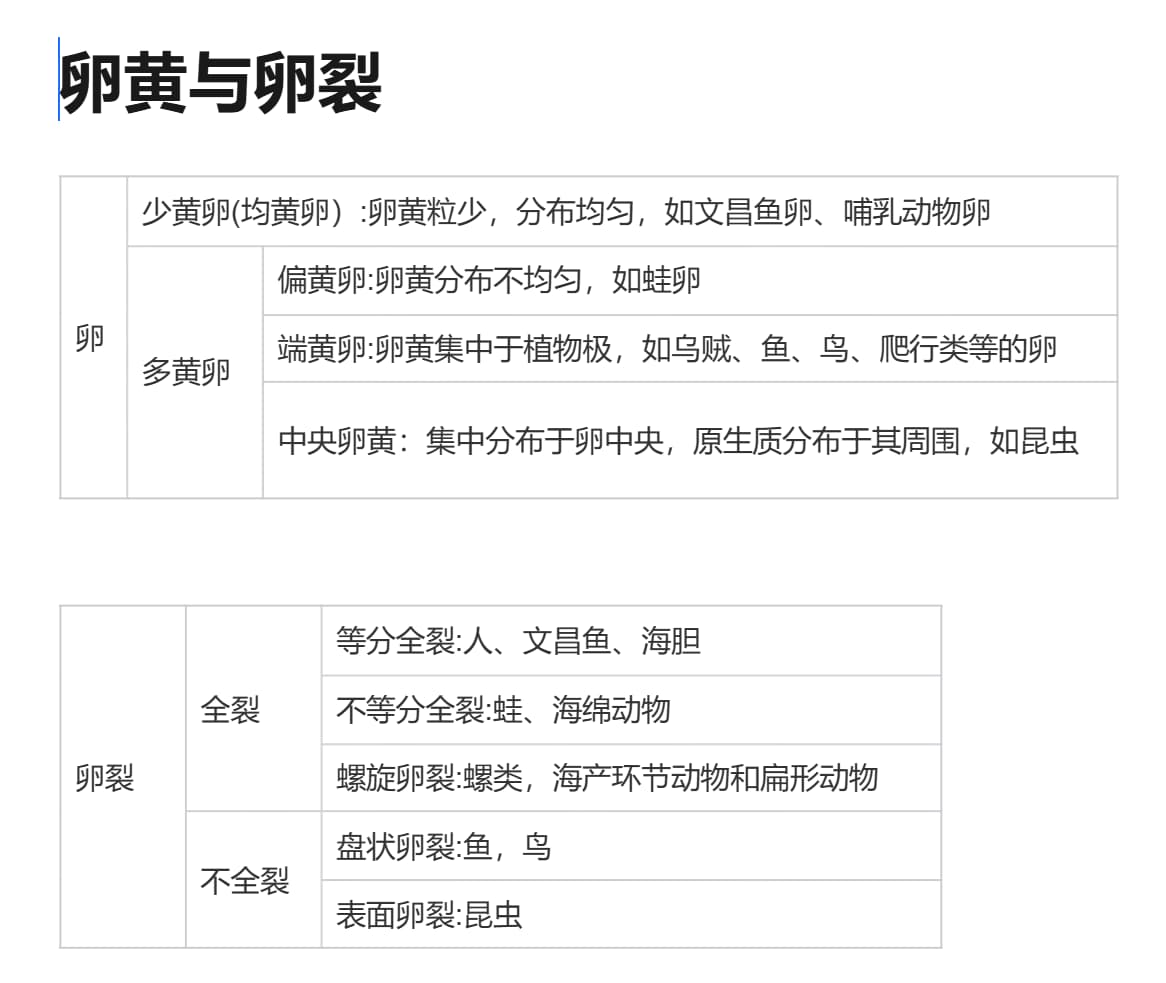 卵黄与卵裂
少黄卵(均黄卵）:卵黄粒少，分布均匀，如文昌鱼卵、哺乳动物卵
偏黄卵:卵黄分布不均匀，如蛙卵
卵
端黄卵:卵黄集中于植物极，如乌贼、鱼、鸟、爬行类等的卵
多黄卵
中央卵黄：集中分布于卵中央，原生质分布于其周围，如昆虫
等分全裂:人、文昌鱼、海胆
全裂
不等分全裂:蛙、海绵动物
卵裂
螺旋卵裂:螺类，海产环节动物和扁形动物
盘状卵裂:鱼，鸟
不全裂
表面卵裂:昆虫